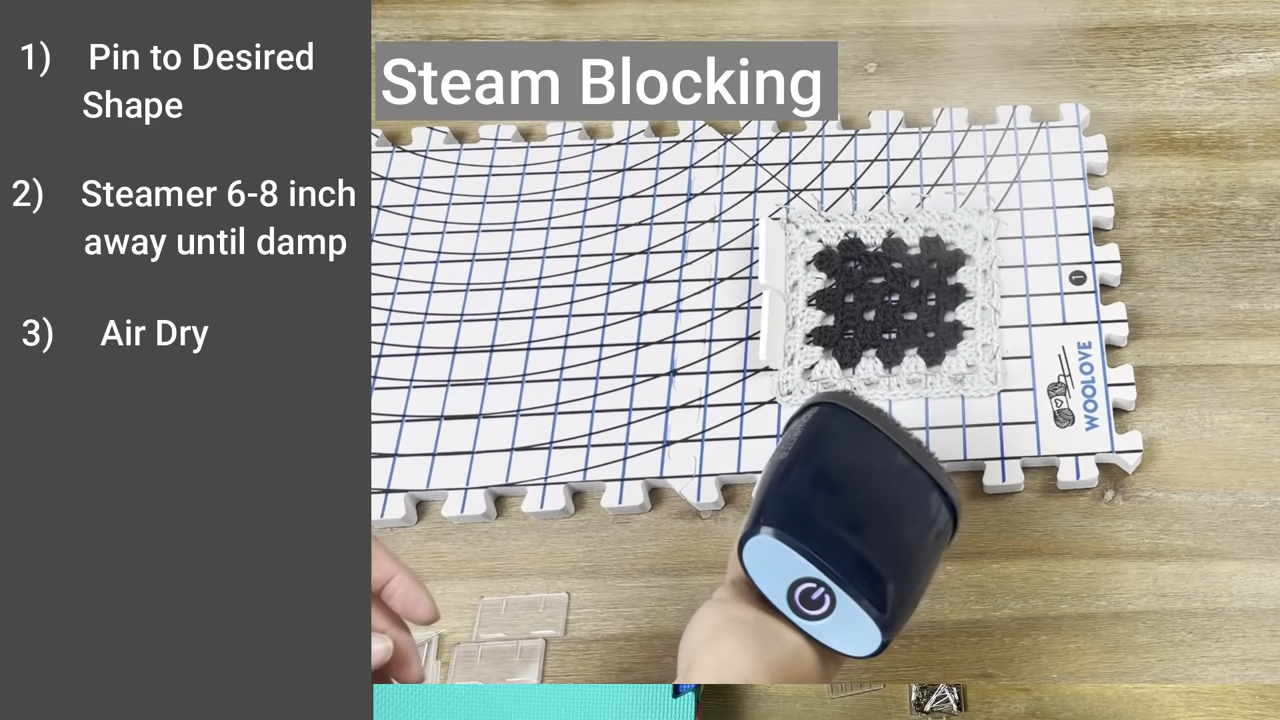 1) Pin to Desired
Shape
2) Steamer 6-8 inch
away until damp
3) Air Dry
Steam Blocking
1
WOOLOVE